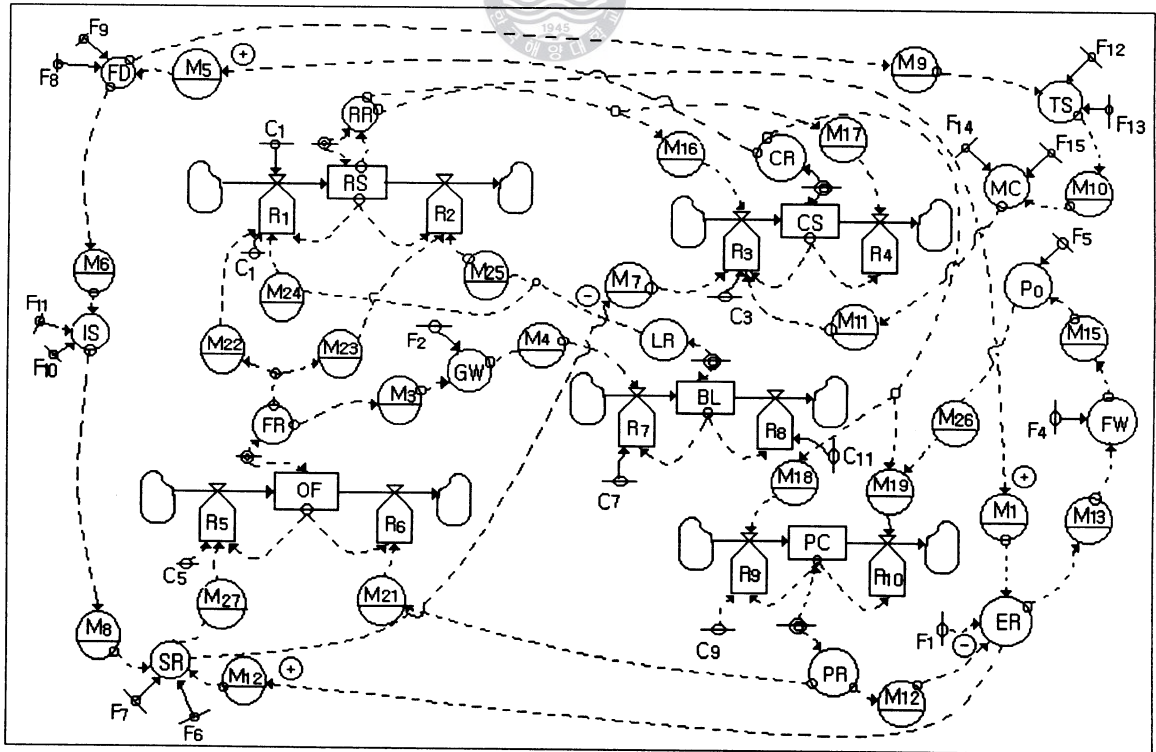 1945
F9
F8
FD
M5
+
M9
F12
TS
F13
RR
C1
M16
M17
CR
F14
F15
MC
M10
RS
R1
R2
CS
R3
R4
F5
C1
M25
M24
M7
−
C3
M11
P0
M6
F11
IS
F10
M22
M23
F2
M4
LR
M15
GW
M3
BL
FR
R7
R8
M26
F4
FW
C11
OF
M18
M19
C7
+
M1
M13
R5
R6
PC
C5
R9
R10
M27
M21
M8
C9
F1
−
ER
SR
M12
+
PR
M12
F7
F6